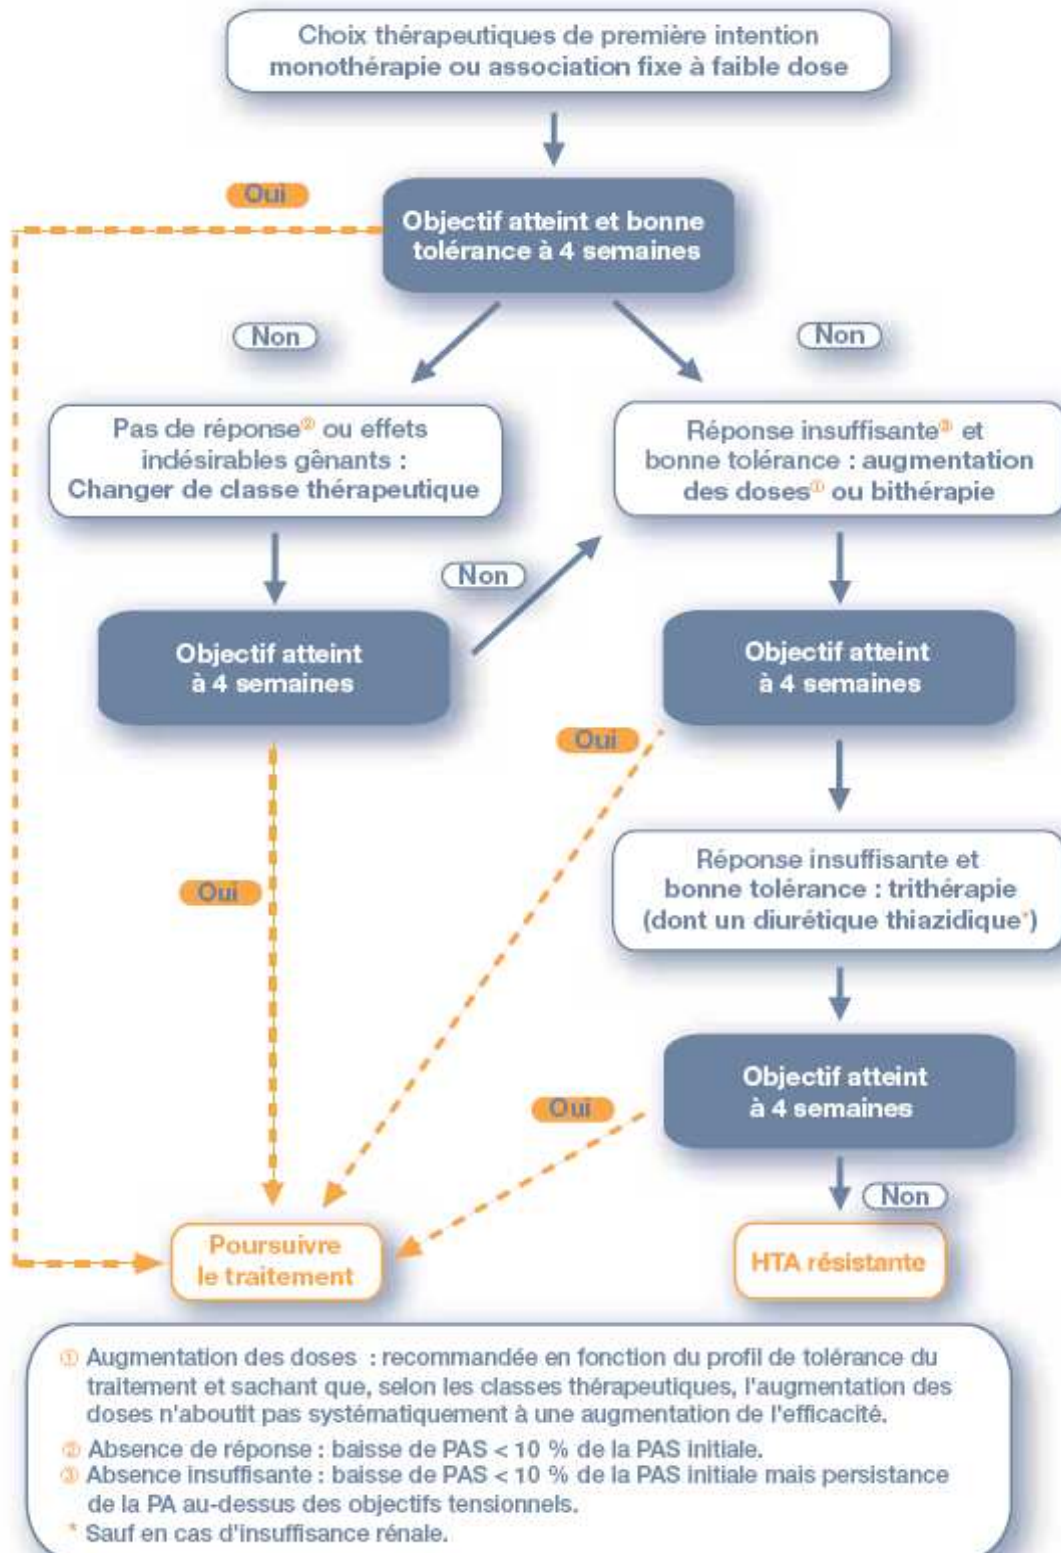 Choix thérapeutiques de première intention
monothérapie ou association fixe à faible dose
Oui
Objectif atteint et bonne
tolérance à 4 semaines
Non
Non
Pas de réponse② ou effets
indésirables gênants :
Changer de classe thérapeutique
Réponse insuffisante③ et
bonne tolérance : augmentation
des doses① ou bithérapie
Non
Objectif atteint
à 4 semaines
Objectif atteint
à 4 semaines
Oui
Oui
Réponse insuffisante et
bonne tolérance : trithérapie
(dont un diurétique thiazidique*)
Objectif atteint
à 4 semaines
Oui
Non
Poursuivre
le traitement
HTA résistante
① Augmentation des doses : recommandée en fonction du profil de tolérance du
traitement et sachant que, selon les classes thérapeutiques, l'augmentation des
doses n'aboutit pas systématiquement à une augmentation de l'efficacité.
② Absence de réponse : baisse de PAS < 10 % de la PAS initiale.
③ Absence insuffisante : baisse de PAS < 10 % de la PAS initiale mais persistance
de la PA au-dessus des objectifs tensionnels.
* Sauf en cas d'insuffisance rénale.